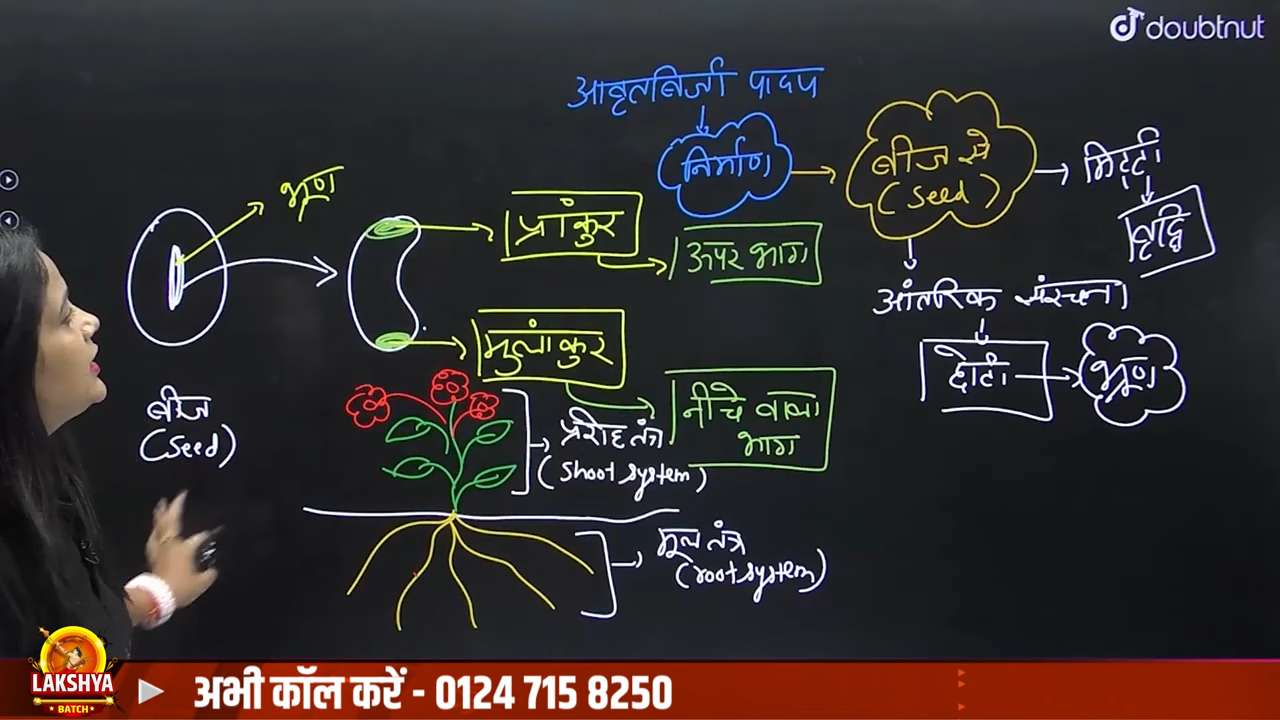 doubtnut
आवृतबिजी पादप
निर्माण
बीज से
(seed)
मिट्टी
वृद्धि
भ्रूण
प्रांकुर
ऊपर भाग
आंतरिक संरचना
छोटा
भ्रूण
मुलांकुर
नीचे वाला
भाग
बीज
(seed)
प्ररोह तंत्र
(shoot system)
मूल तंत्र
(root system)
LAKSHYA
BATCH
अभी कॉल करें - 0124 715 8250